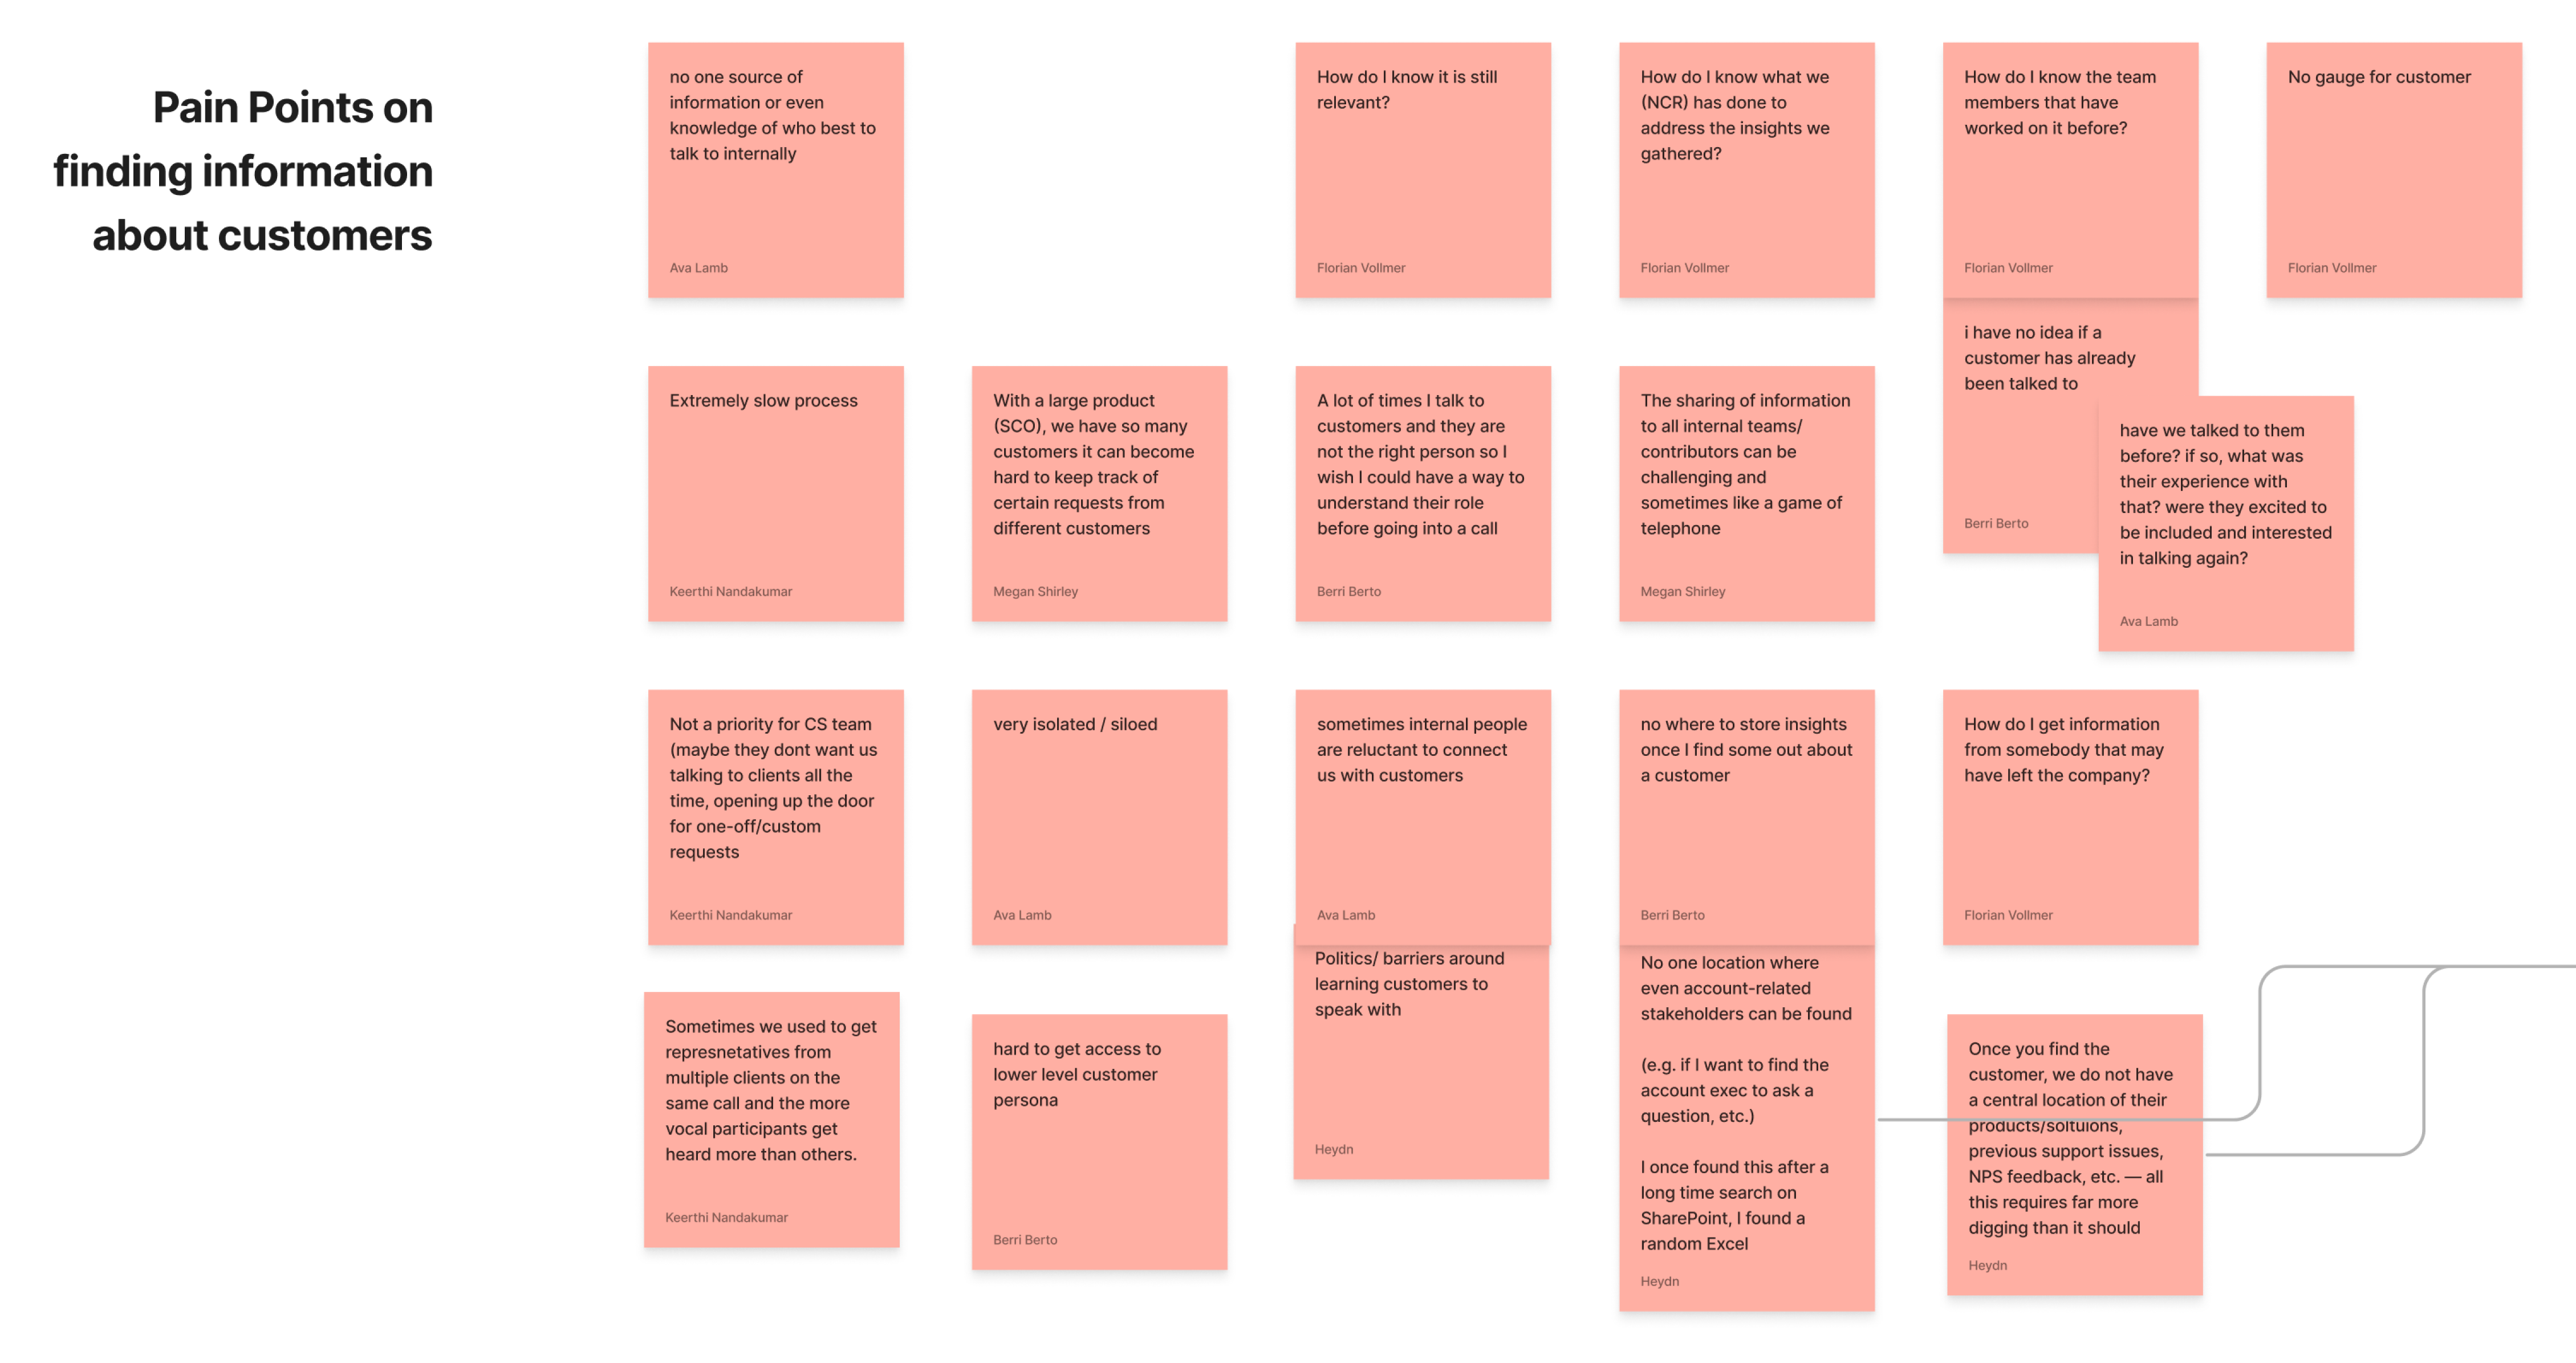 Pain Points on
finding information
about customers
no one source of
information or even
knowledge of who best to
talk to internally
Ava Lamb
How do I know it is still
relevant?
Florian Vollmer
How do I know what we
(NCR) has done to
address the insights we
gathered?
Florian Vollmer
How do I know the team
members that have
worked on it before?
Florian Vollmer
No gauge for customer
Florian Vollmer
Extremely slow process
Keerthi Nandakumar
With a large product
(SCO), we have so many
customers it can become
hard to keep track of
certain requests from
different customers
Megan Shirley
A lot of times I talk to
customers and they are
not the right person so I
wish I could have a way to
understand their role
before going into a call
Berri Berto
The sharing of information
to all internal teams/
contributors can be
challenging and
sometimes like a game of
telephone
Megan Shirley
i have no idea if a
customer has already
been talked to
Berri Berto
have we talked to them
before? if so, what was
their experience with
that? were they excited to
be included and interested
in talking again?
Ava Lamb
Not a priority for CS team
(maybe they dont want us
talking to clients all the
time, opening up the door
for one-off/custom
requests
Keerthi Nandakumar
very isolated / siloed
Ava Lamb
sometimes internal people
are reluctant to connect
us with customers
Ava Lamb
no where to store insights
once I find some out about
a customer
Berri Berto
How do I get information
from somebody that may
have left the company?
Florian Vollmer
Sometimes we used to get
represnetatives from
multiple clients on the
same call and the more
vocal participants get
heard more than others.
Keerthi Nandakumar
hard to get access to
lower level customer
persona
Berri Berto
Politics/ barriers around
learning customers to
speak with
Heydn
No one location where
even account-related
stakeholders can be found
(e.g. if I want to find the
account exec to ask a
question, etc.)
I once found this after a
long time search on
SharePoint, I found a
random Excel
Heydn
Once you find the
customer, we do not have
a central location of their
products/soltuions,
previous support issues,
NPS feedback, etc. — all
this requires far more
digging than it should
Heydn